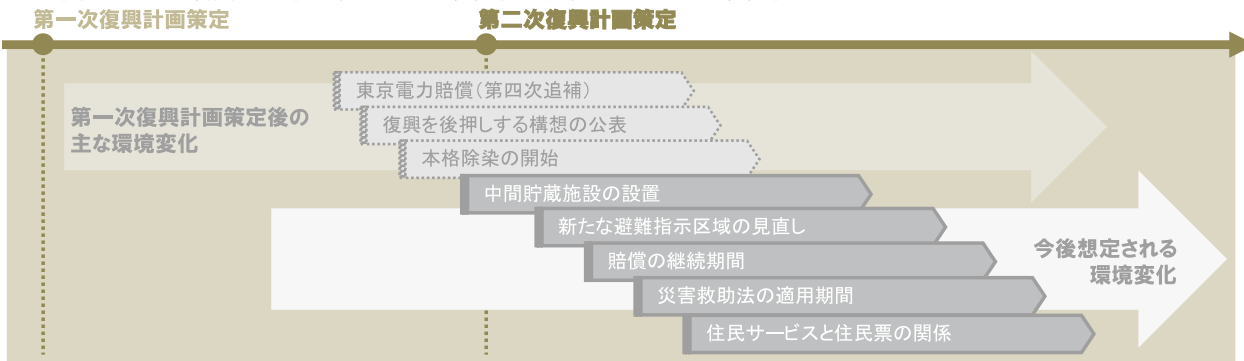 第一次復興計画策定
第二次復興計画策定
東京電力賠償（第四次追補）
復興を後押しする構想の公表
本格除染の開始
第一次復興計画策定後の
主な環境変化
中間貯蔵施設の設置
新たな避難指示区域の見直し
賠償の継続期間
災害救助法の適用期間
住民サービスと住民票の関係
今後想定される
環境変化